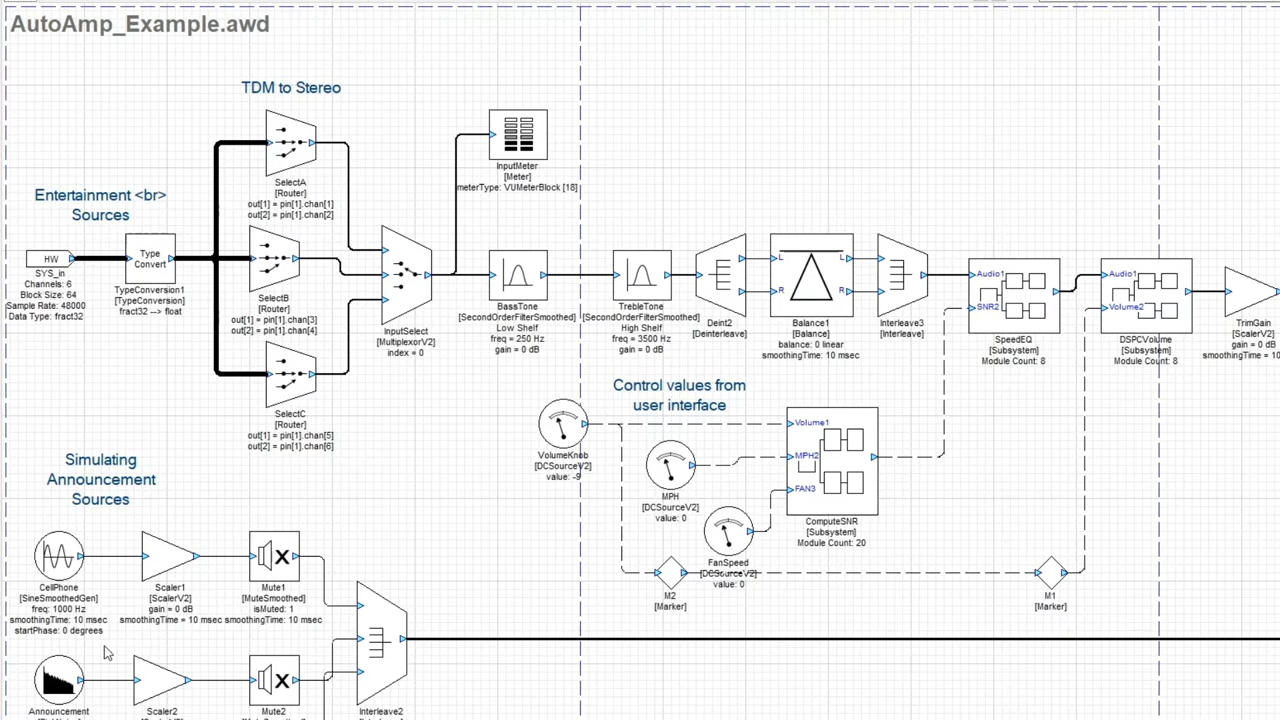 AutoAmp_Example.awd
TDM to Stereo
SelectA
[Router]
out[1] = pin[1].chan[1]
out[2] = pin[1].chan[2]
InputMeter
[Meter]
meterType: VUMeterBlock [18]
Entertainment <br>
Sources
HW
SYS_in
Channels: 6
Block Size: 64
Sample Rate: 48000
Data Type: fract32
Type
Convert
TypeConversion1
[TypeConversion]
fract32 --> float
SelectB
[Router]
out[1] = pin[1].chan[3]
out[2] = pin[1].chan[4]
InputSelect
[MultiplexorV2]
index = 0
BassTone
[SecondOrderFilterSmoothed]
Low Shelf
freq = 250 Hz
gain = 0 dB
TrebleTone
[SecondOrderFilterSmoothed]
High Shelf
freq = 3500 Hz
gain = 0 dB
Deint2
[Deinterleave]
L
R
L
R
Balance1
[Balance]
balance: 0 linear
smoothingTime: 10 msec
Interleave3
[Interleave]
Audio1
SNR2
SpeedEQ
[Subsystem]
Module Count: 8
Audio1
Volume2
DSPCVolume
[Subsystem]
Module Count: 8
TrimGain
[ScalerV2]
gain = 0 dB
smoothingTime = 10
SelectC
[Router]
out[1] = pin[1].chan[5]
out[2] = pin[1].chan[6]
Control values from
user interface
VolumeKnob
[DCSourceV2]
value: -9
MPH
[DCSourceV2]
value: 0
FanSpeed
[DCSourceV2]
value: 0
Volume1
MPH2
FAN3
ComputeSNR
[Subsystem]
Module Count: 20
M2
[Marker]
M1
[Marker]
Simulating
Announcement
Sources
CellPhone
[SineSmoothedGen]
freq: 1000 Hz
smoothingTime: 10 msec
startPhase: 0 degrees
Scaler1
[ScalerV2]
gain = 0 dB
smoothingTime = 10 msec
X
Mute1
[MuteSmoothed]
isMuted: 1
smoothingTime: 10 msec
Announcement
Scaler2
X
Mute2
Interleave2